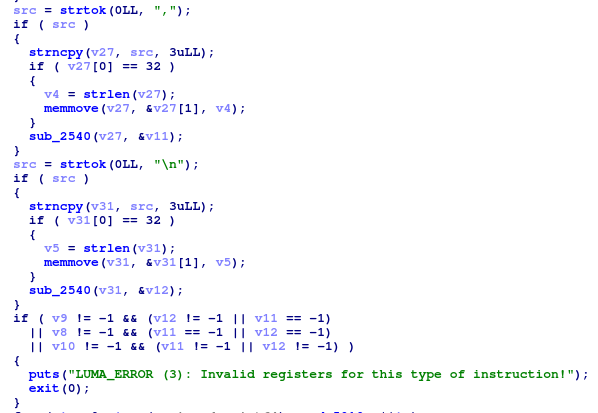 src = strtok(0LL, ",");
if ( src )
{
strncpy(v27, src, 3uLL);
if ( v27[0] == 32 )
{
v4 = strlen(v27);
memmove(v27, &v27[1], v4);
}
sub_2540(v27, &v11);
}
src = strtok(0LL, "\n");
if ( src )
{
strncpy(v31, src, 3uLL);
if ( v31[0] == 32 )
{
v5 = strlen(v31);
memmove(v31, &v31[1], v5);
}
sub_2540(v31, &v12);
}
if ( v9 != -1 && (v12 != -1 || v11 == -1)
|| v8 != -1 && (v11 == -1 || v12 == -1)
|| v10 != -1 && (v11 != -1 || v12 != -1) )
{
puts("LUMA_ERROR (3): Invalid registers for this type of instruction!");
exit(0);
}